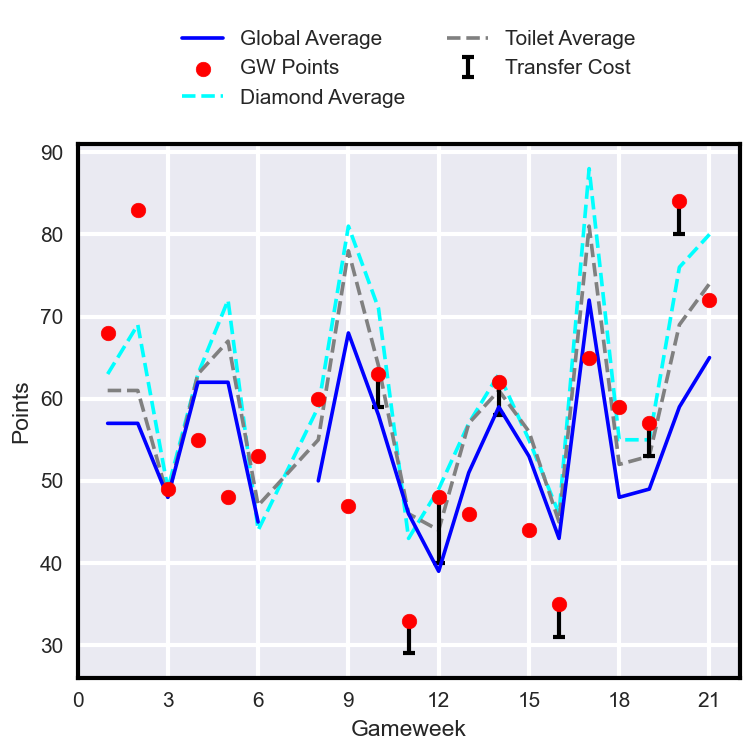 Global Average
GW Points
Diamond Average
Toilet Average
Transfer Cost
90
80
70
60
50
40
30
Points
0 3 6 9 12 15 18 21
Gameweek